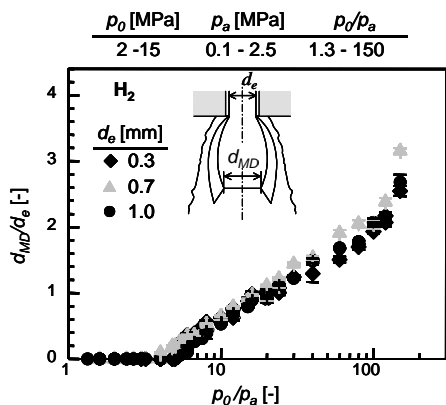 p0 [MPa] pa [MPa] p0/pa
2 -15 0.1 - 2.5 1.3 - 150
H2
de [mm]
0.3
0.7
1.0
de
dMD
dMD/de [-]
4
3
2
1
0
1 10 100
p0/pa [-]